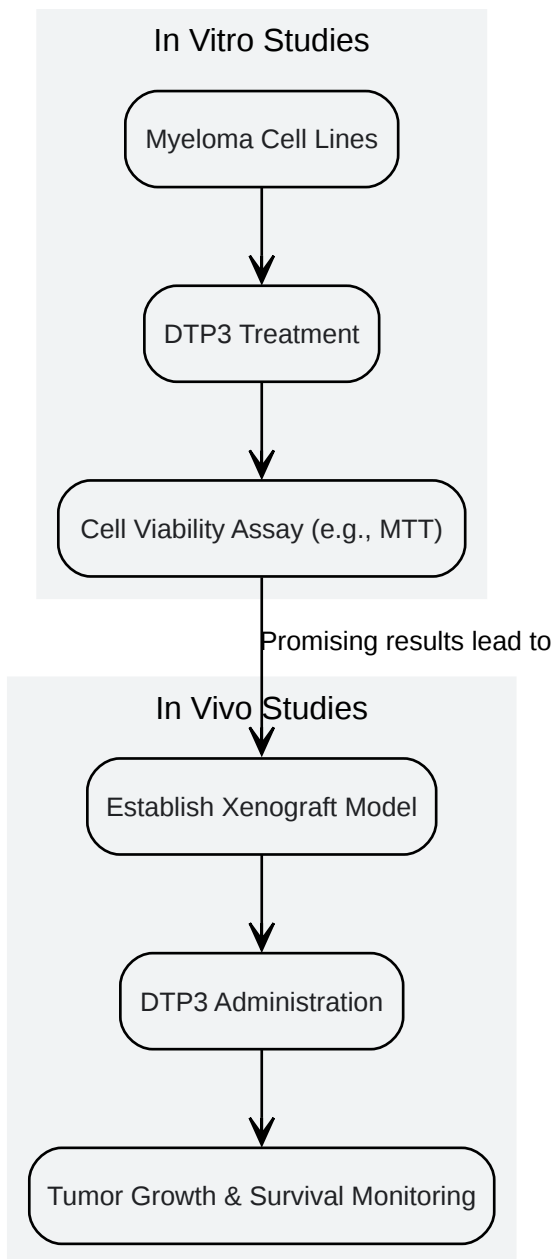 In Vitro Studies
Myeloma Cell Lines
DTP3 Treatment
Cell Viability Assay (e.g., MTT)
Promising results lead to
In Vivo Studies
Establish Xenograft Model
DTP3 Administration
Tumor Growth & Survival Monitoring